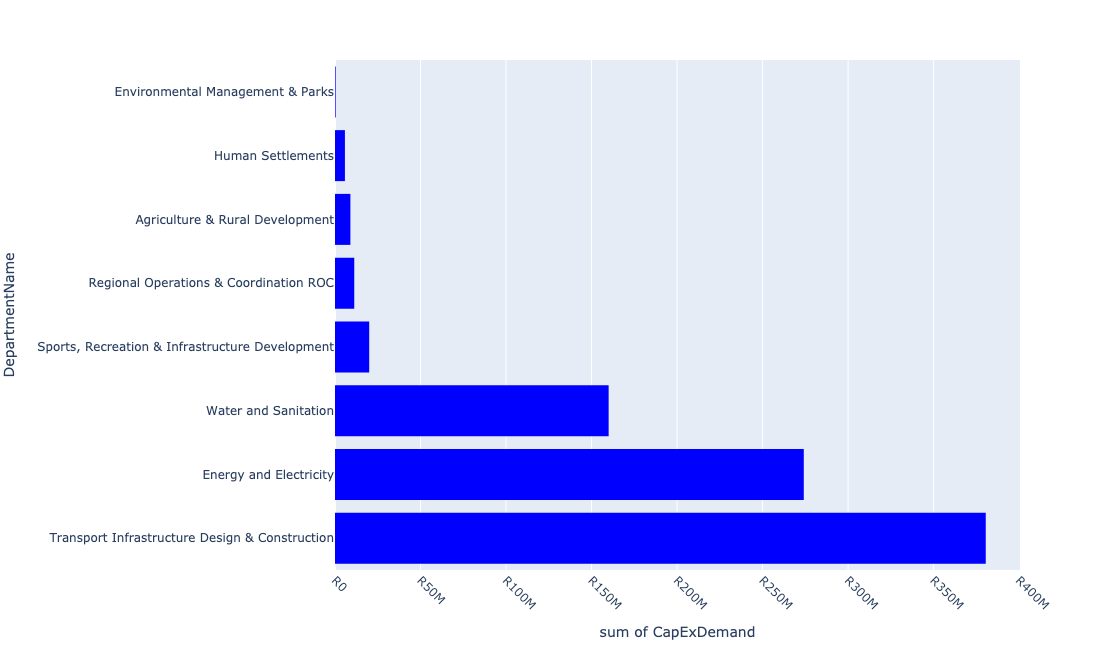 Environmental Management & Parks
Human Settlements
Agriculture & Rural Development
Regional Operations & Coordination ROC
Sports, Recreation & Infrastructure Development
Water and Sanitation
Energy and Electricity
Transport Infrastructure Design & Construction
DepartmentName
R0
R50M
R100M
R150M
R200M
R250M
R300M
R350M
R400M
sum of CapExDemand